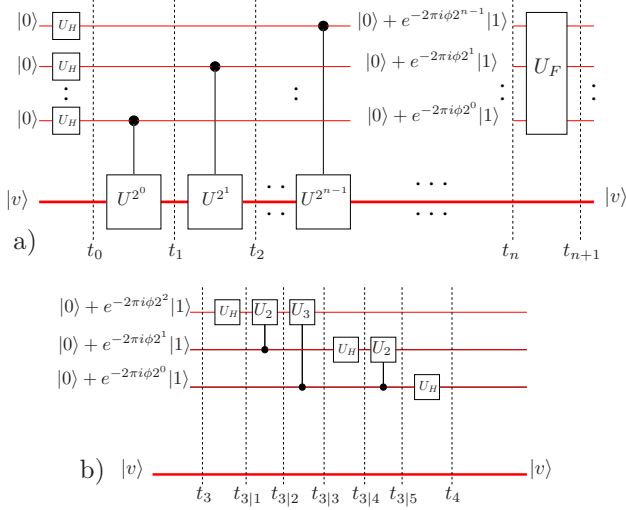 |0⟩ U_H |0⟩ + e^{-2πiϕ2^{n−1}}|1⟩
|0⟩ U_H |0⟩ + e^{-2πiϕ2^1}|1⟩ U_F
|0⟩ U_H |0⟩ + e^{-2πiϕ2^0}|1⟩
|v⟩ U^{2^0} U^{2^1} U^{2^{n−1}} |v⟩
a) t_0 t_1 t_2 t_n t_{n+1}
|0⟩ + e^{-2πiϕ2^2}|1⟩ U_H U_2 U_3
|0⟩ + e^{-2πiϕ2^1}|1⟩ U_H U_2
|0⟩ + e^{-2πiϕ2^0}|1⟩ U_H
b) |v⟩ |v⟩
t_3 t_{3|1} t_{3|2} t_{3|3} t_{3|4} t_{3|5} t_4